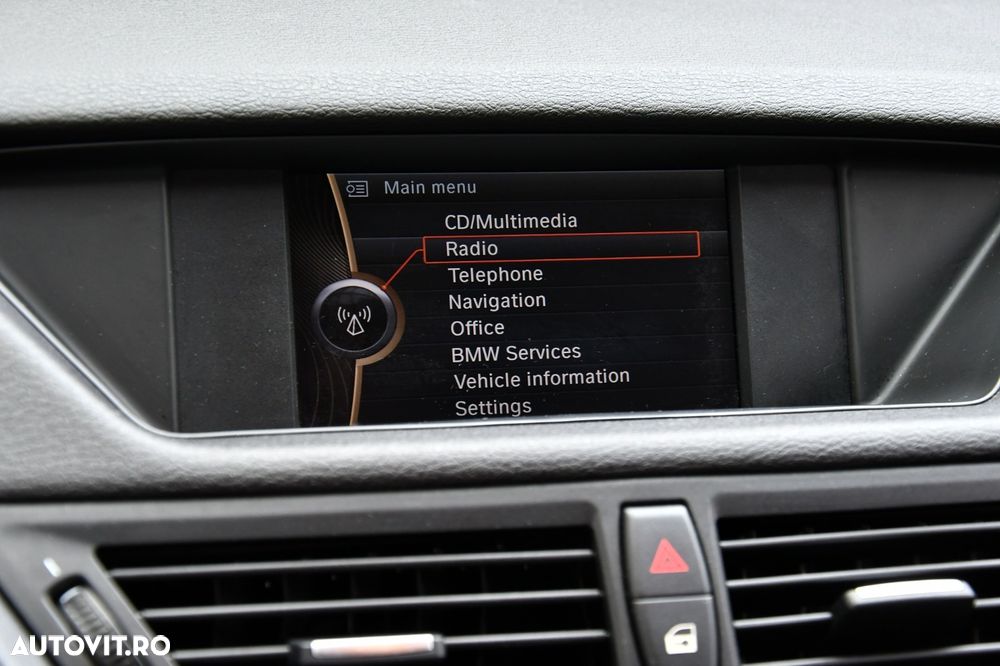 Main menu
CD/Multimedia
Radio
Telephone
Navigation
Office
BMW Services
Vehicle information
Settings
AUTOVIT.RO